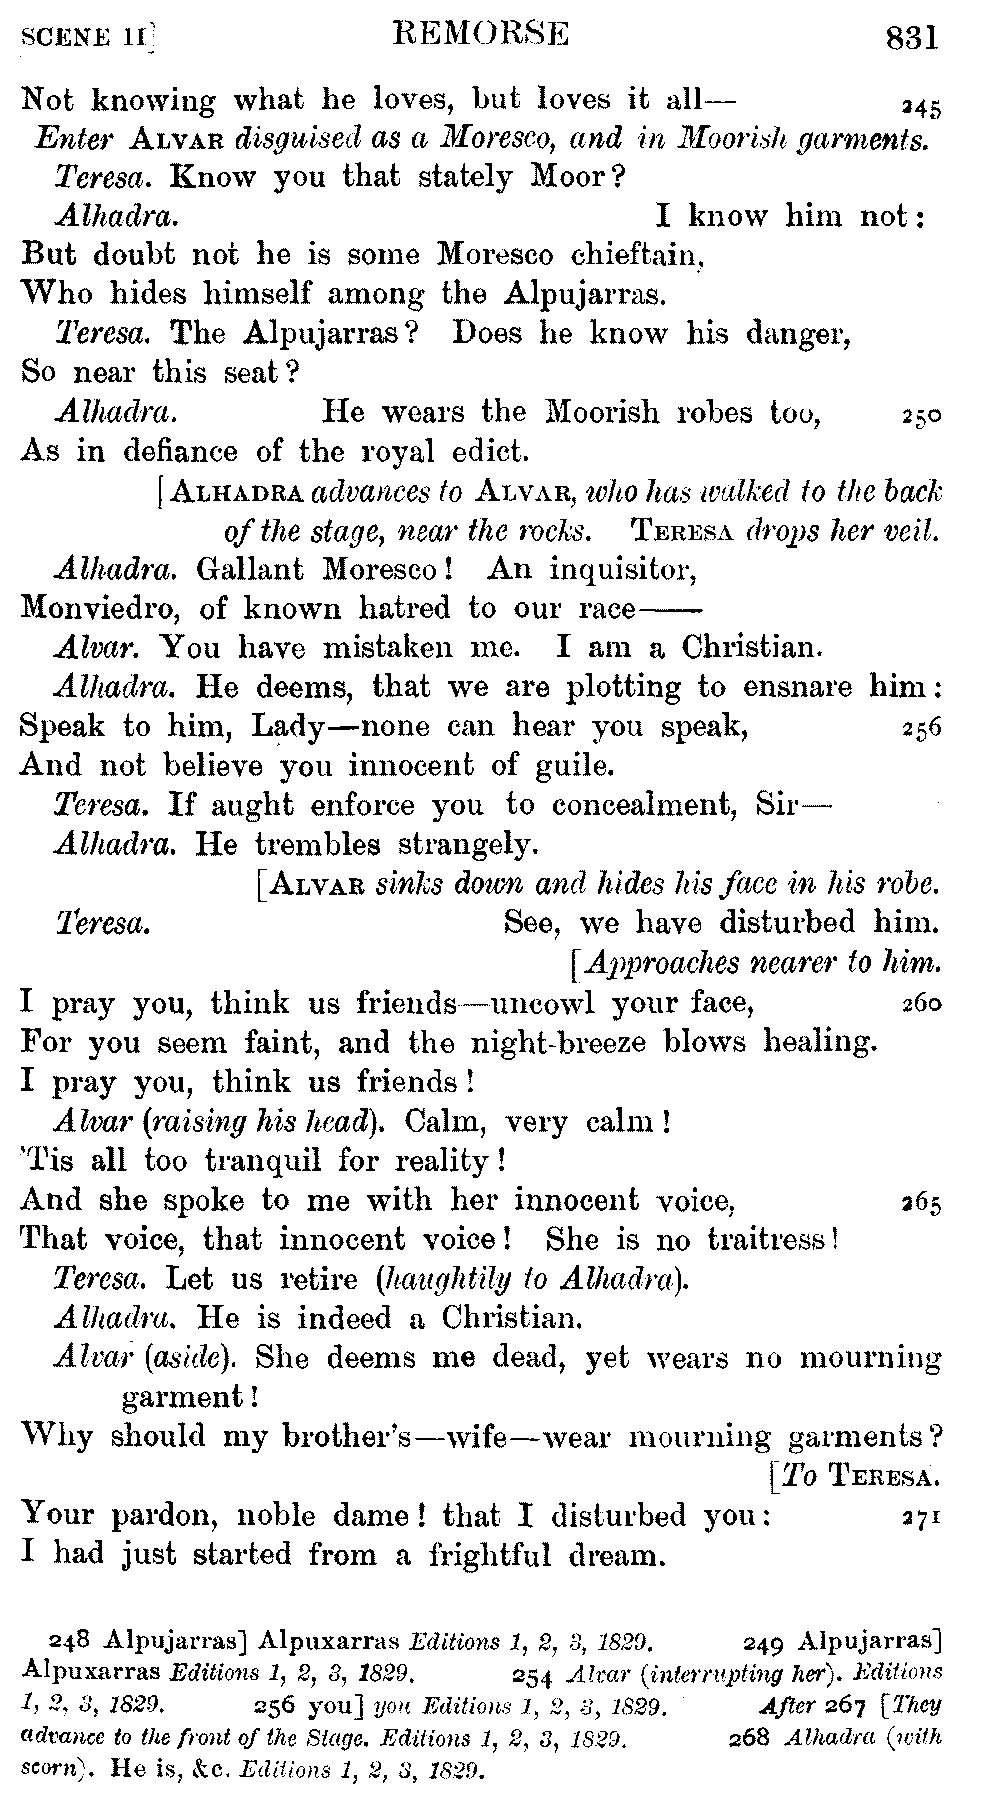 SCENE II] REMORSE 831
Not knowing what he loves, but loves it all— 245
Enter ALVAR disguised as a Moresco, and in Moorish garments.
Teresa. Know you that stately Moor?
Alhadra. I know him not:
But doubt not he is some Moresco chieftain,
Who hides himself among the Alpujarras.
Teresa. The Alpujarras? Does he know his danger,
So near this seat?
Alhadra. He wears the Moorish robes too, 250
As in defiance of the royal edict.
[ALHADRA advances to ALVAR, who has walked to the back
of the stage, near the rocks. TERESA drops her veil.
Alhadra. Gallant Moresco! An inquisitor,
Monviedro, of known hatred to our race——
Alvar. You have mistaken me. I am a Christian.
Alhadra. He deems, that we are plotting to ensnare him:
Speak to him, Lady—none can hear you speak, 256
And not believe you innocent of guile.
Teresa. If aught enforce you to concealment, Sir—
Alhadra. He trembles strangely.
[ALVAR sinks down and hides his face in his robe.
Teresa. See, we have disturbed him.
[Approaches nearer to him.
I pray you, think us friends—uncowl your face, 260
For you seem faint, and the night-breeze blows healing.
I pray you, think us friends!
Alvar (raising his head). Calm, very calm!
'Tis all too tranquil for reality!
And she spoke to me with her innocent voice, 265
That voice, that innocent voice! She is no traitress!
Teresa. Let us retire (haughtily to Alhadra).
Alhadra. He is indeed a Christian.
Alvar (aside). She deems me dead, yet wears no mourning
garment!
Why should my brother's—wife—wear mourning garments?
[To TERESA.
Your pardon, noble dame! that I disturbed you: 271
I had just started from a frightful dream.
248 Alpujarras] Alpuxarras Editions 1, 2, 3, 1829. 249 Alpujarras]
Alpuxarras Editions 1, 2, 3, 1829. 254 Alvar (interrupting her). Editions
1, 2, 3, 1829. 256 you] you Editions 1, 2, 3, 1829. After 267 [They
advance to the front of the Stage. Editions 1, 2, 3, 1829. 268 Alhadra (with
scorn). He is, &c. Editions 1, 2, 3, 1829.